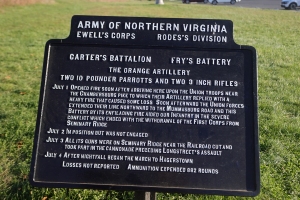 ARMY OF NORTHERN VIRGINIA
EWELL'S CORPS RODES'S DIVISION
CARTER'S BATTALION FRY'S BATTERY
THE ORANGE ARTILLERY
TWO 10 POUNDER PARROTTS AND TWO 3 INCH RIFLES
JULY 1 OPENED FIRE SOON AFTER ARRIVING HERE UPON THE UNION TROOPS NEAR
THE CHAMBERSBURG PIKE TO WHICH THEIR ARTILLERY REPLIED WITH A
HEAVY FIRE THAT CAUSED SOME LOSS. SOON AFTERWARD THE UNION FORCES
EXTENDED THEIR LINE NORTHWARD TO THE MUMMASBURG ROAD AND THIS
BATTERY BY ITS ENFILADING FIRE AIDED OUR INFANTRY IN THE SEVERE
CONFLICT WHICH ENDED WITH THE WITHDRAWAL OF THE FIRST CORPS FROM
SEMINARY RIDGE.
JULY 2 IN POSITION BUT WAS NOT ENGAGED
JULY 3 ALL ITS GUNS WERE ON SEMINARY RIDGE NEAR THE RAILROAD CUT AND
TOOK PART IN THE CANNONADE PRECEDING LONGSTREET'S ASSAULT
JULY 4 AFTER NIGHTFALL BEGAN THE MARCH TO HAGERSTOWN
LOSSES NOT REPORTED AMMUNITION EXPENDED 882 ROUNDS